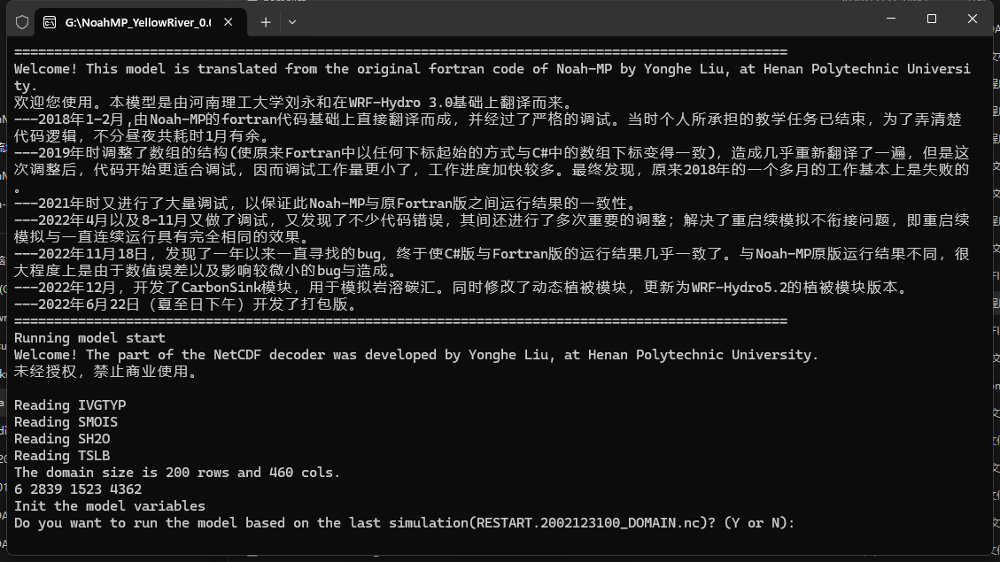 G:\NoahMP_YellowRiver_0.0
================================================================================================
Welcome! This model is translated from the original fortran code of Noah-MP by Yonghe Liu, at Henan Polytechnic Universi
ty.
欢迎您使用。本模型是由河南理工大学刘永和在WRF-Hydro 3.0基础上翻译而来。
---2018年1-2月,由Noah-MP的fortran代码基础上直接翻译而成，并经过了严格的调试。当时个人所承担的教学任务已结束，为了弄清楚
代码逻辑，不分昼夜共耗时1月有余。
---2019年时调整了数组的结构(使原来Fortran中以任何下标起始的方式与C#中的数组下标变得一致)，造成几乎重新翻译了一遍，但是这
次调整后，代码开始更适合调试，因而调试工作量更小了，工作进度加快较多。最终发现，原来2018年的一个多月的工作基本上是失败的
。
---2021年时又进行了大量调试，以保证此Noah-MP与原Fortran版之间运行结果的一致性。
---2022年4月以及8-11月又做了调试，又发现了不少代码错误，其间还进行了多次重要的调整；解决了重启续模拟不衔接问题，即重启续
模拟与一直连续运行具有完全相同的效果。
---2022年11月18日，发现了一年以来一直寻找的bug，终于使C#版与Fortran版的运行结果几乎一致了。与Noah-MP原版运行结果不同，很
大程度上是由于数值误差以及影响较微小的bug与造成。
---2022年12月，开发了CarbonSink模块，用于模拟岩溶碳汇。同时修改了动态植被模块，更新为WRF-Hydro5.2的植被模块版本。
---2022年6月22日（夏至日下午）开发了打包版。
================================================================================================
Running model start
Welcome! The part of the NetCDF decoder was developed by Yonghe Liu, at Henan Polytechnic University.
未经授权，禁止商业使用。
Reading IVGTYP
Reading SMOIS
Reading SH2O
Reading TSLB
The domain size is 200 rows and 460 cols.
6 2839 1523 4362
Init the model variables
Do you want to run the model based on the last simulation(RESTART.2002123100_DOMAIN.nc)? (Y or N):